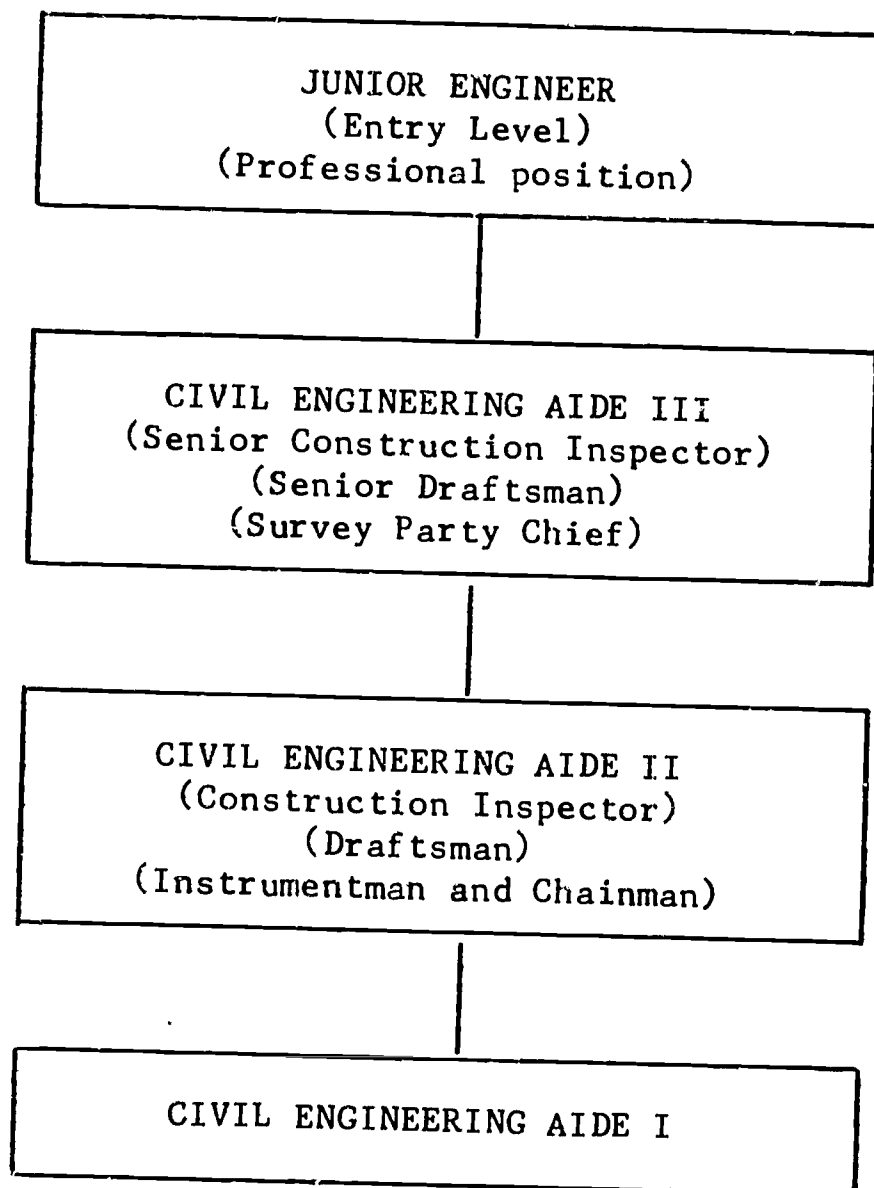 JUNIOR ENGINEER
(Entry Level)
(Professional position)
CIVIL ENGINEERING AIDE III
(Senior Construction Inspector)
(Senior Draftsman)
(Survey Party Chief)
CIVIL ENGINEERING AIDE II
(Construction Inspector)
(Draftsman)
(Instrumentman and Chainman)
CIVIL ENGINEERING AIDE I